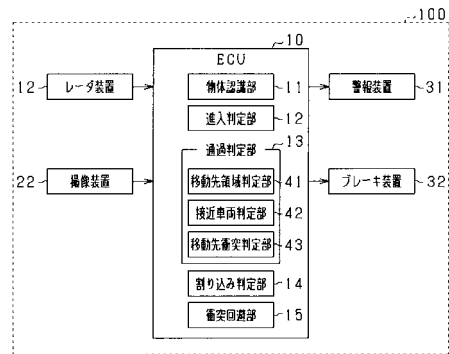 100
10
ECU
12 レーダ装置
物体認識部 11
警報装置 31
進入判定部 12
13
通過判定部
22 撮像装置
移動先領域判定部 41
ブレーキ装置 32
接近車両判定部 42
移動先衝突判定部 43
割り込み判定部 14
衝突回避部 15